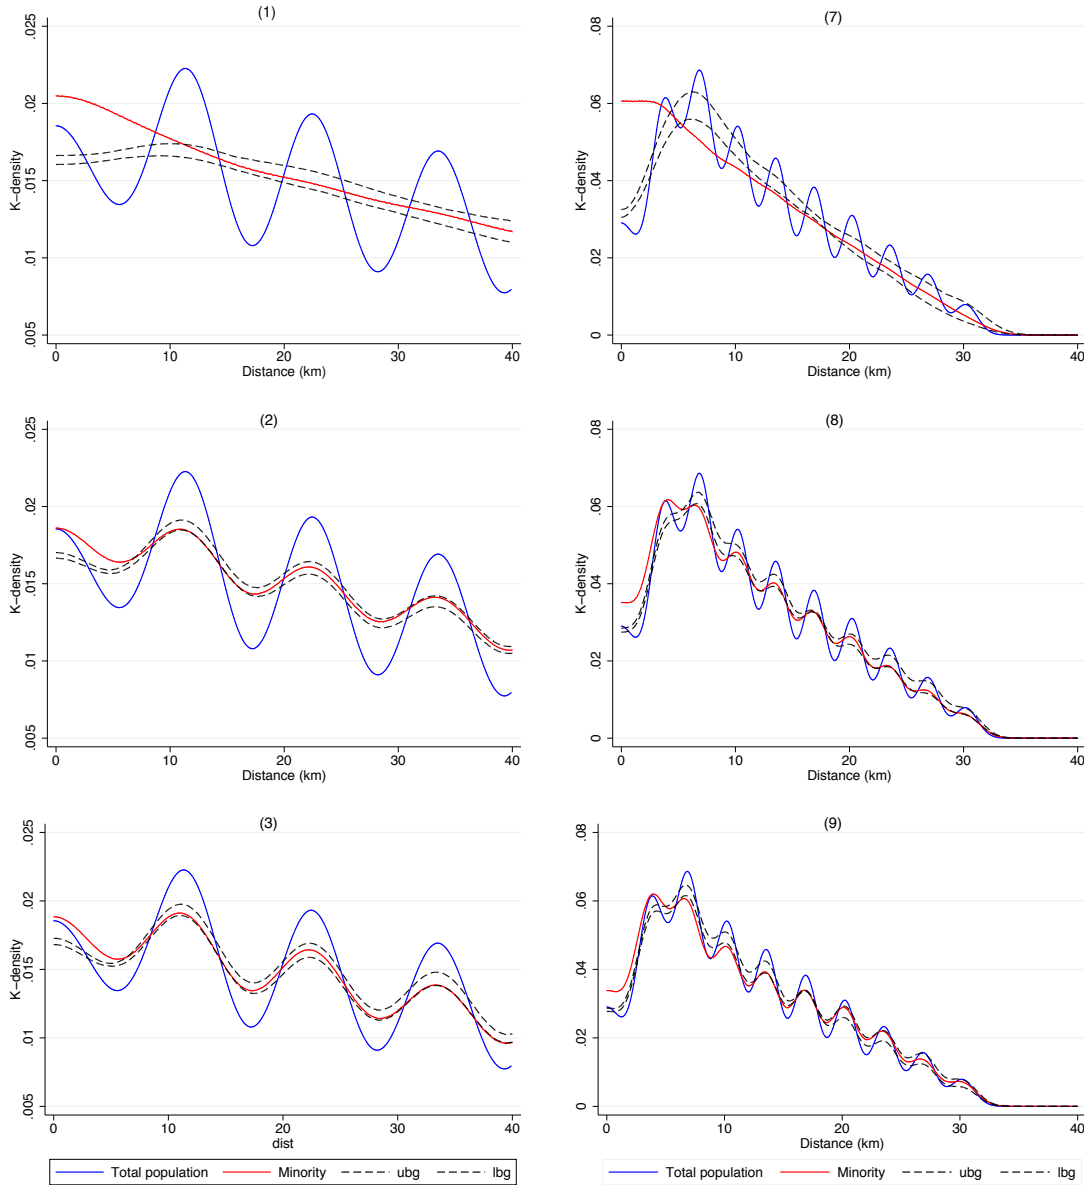 (1)
K−density
.005 .01 .015 .02 .025
0 10 20 30 40
Distance (km)
(7)
K−density
0 .02 .04 .06 .08
0 10 20 30 40
Distance (km)
(2)
K−density
.005 .01 .015 .02 .025
0 10 20 30 40
Distance (km)
(8)
K−density
0 .02 .04 .06 .08
0 10 20 30 40
Distance (km)
(3)
K−density
.005 .01 .015 .02 .025
0 10 20 30 40
dist
(9)
K−density
0 .02 .04 .06 .08
0 10 20 30 40
Distance (km)
Total population Minority ubg lbg
Total population Minority ubg lbg